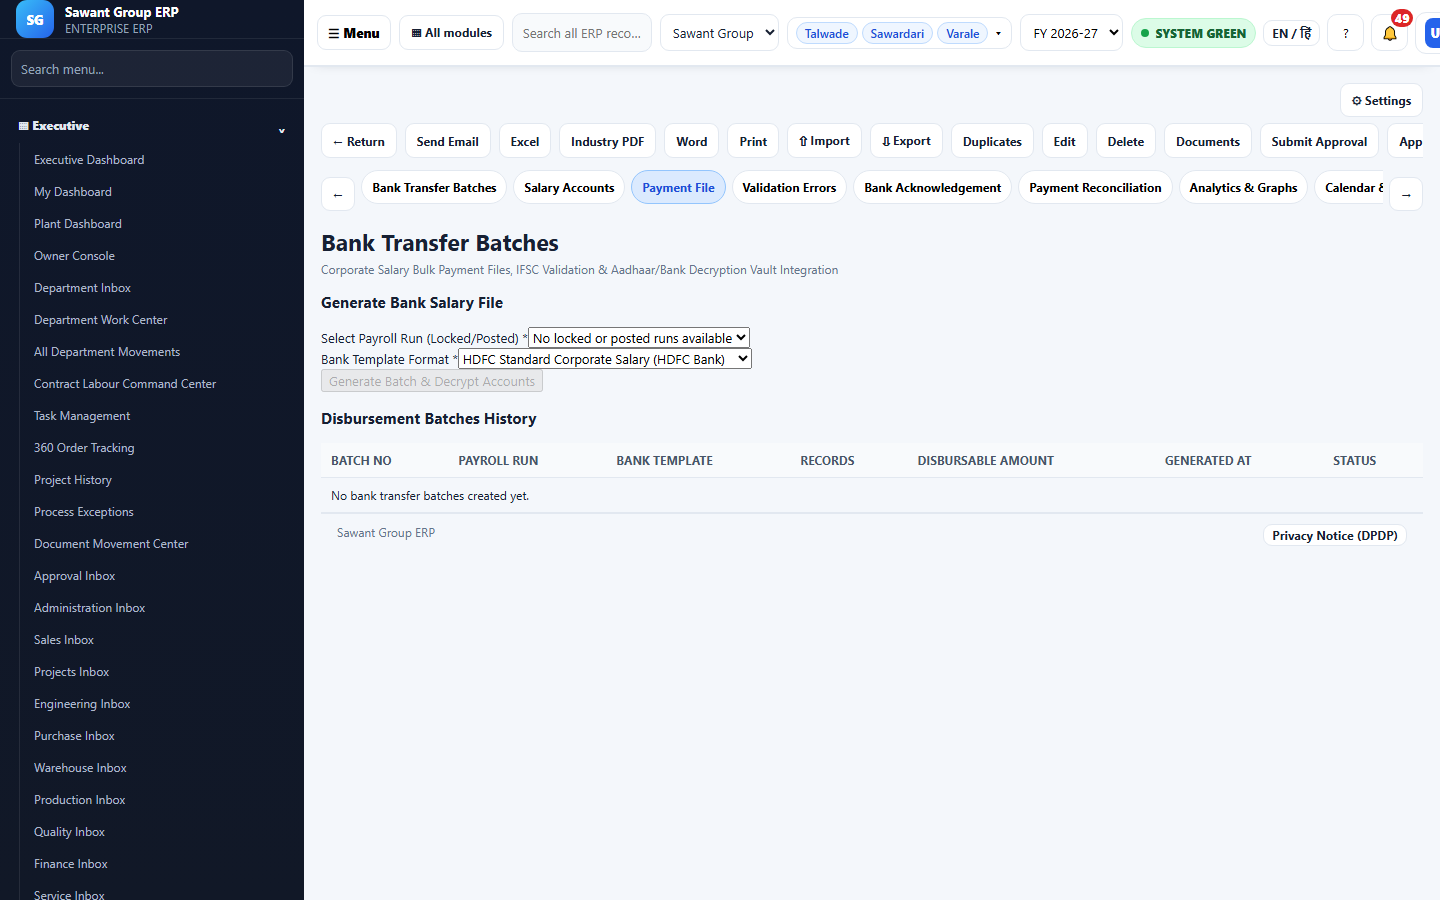 SG
Sawant Group ERP
ENTERPRISE ERP
Search menu...
Executive
Executive Dashboard
My Dashboard
Plant Dashboard
Owner Console
Department Inbox
Department Work Center
All Department Movements
Contract Labour Command Center
Task Management
360 Order Tracking
Project History
Process Exceptions
Document Movement Center
Approval Inbox
Administration Inbox
Sales Inbox
Projects Inbox
Engineering Inbox
Purchase Inbox
Warehouse Inbox
Production Inbox
Quality Inbox
Finance Inbox
Service Inbox
☰ Menu
All modules
Search all ERP reco...
Sawant Group
Talwade
Sawardari
Varale
FY 2026-27
SYSTEM GREEN
EN / हिं
?
49
U
⚙ Settings
← Return
Send Email
Excel
Industry PDF
Word
Print
⇧ Import
⇩ Export
Duplicates
Edit
Delete
Documents
Submit Approval
App
←
Bank Transfer Batches
Salary Accounts
Payment File
Validation Errors
Bank Acknowledgement
Payment Reconciliation
Analytics & Graphs
Calendar &
→
Bank Transfer Batches
Corporate Salary Bulk Payment Files, IFSC Validation & Aadhaar/Bank Decryption Vault Integration
Generate Bank Salary File
Select Payroll Run (Locked/Posted) * No locked or posted runs available
Bank Template Format * HDFC Standard Corporate Salary (HDFC Bank)
Generate Batch & Decrypt Accounts
Disbursement Batches History
BATCH NO PAYROLL RUN BANK TEMPLATE RECORDS DISBURSABLE AMOUNT GENERATED AT STATUS
No bank transfer batches created yet.
Sawant Group ERP
Privacy Notice (DPDP)